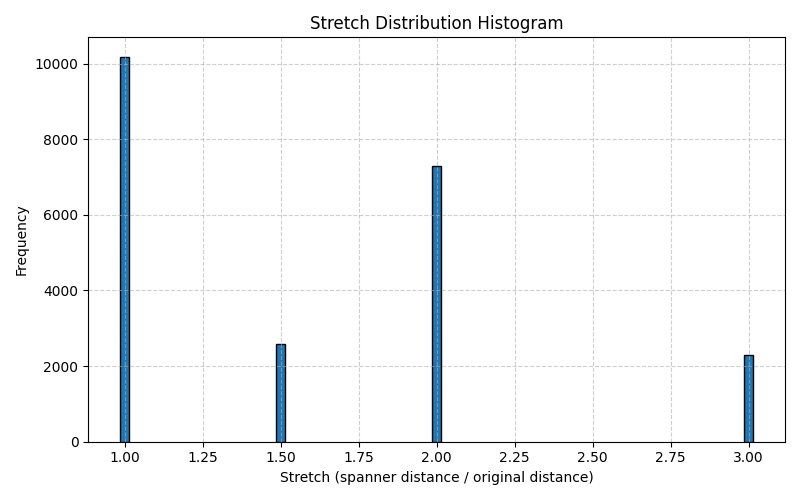 Stretch Distribution Histogram
Frequency
10000
8000
6000
4000
2000
0
1.00 1.25 1.50 1.75 2.00 2.25 2.50 2.75 3.00
Stretch (spanner distance / original distance)